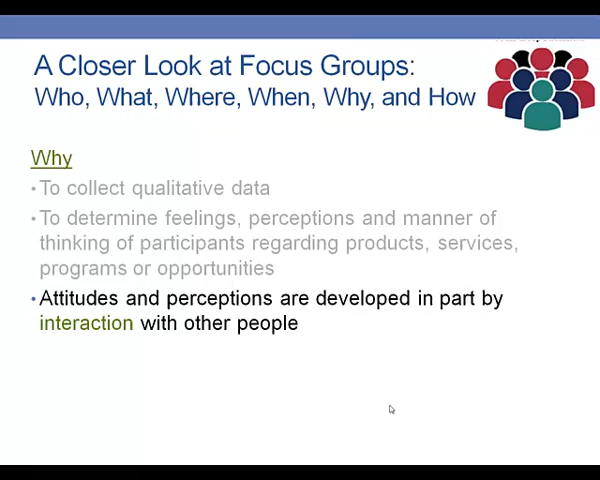 A Closer Look at Focus Groups:
Who, What, Where, When, Why, and How
Why
• To collect qualitative data
• To determine feelings, perceptions and manner of
thinking of participants regarding products, services,
programs or opportunities
• Attitudes and perceptions are developed in part by
interaction with other people